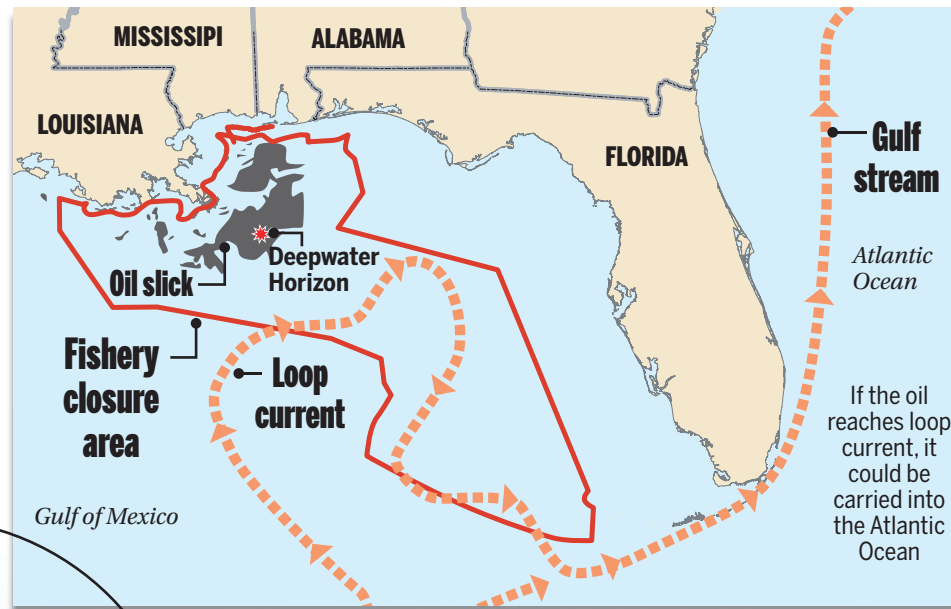 MISSISSIPPI
ALABAMA
LOUISIANA
FLORIDA
Gulf
stream
Atlantic
Ocean
Deepwater
Horizon
Oil slick
Fishery
closure
area
Loop
current
If the oil
reaches loop
current, it
could be
carried into
the Atlantic
Ocean
Gulf of Mexico